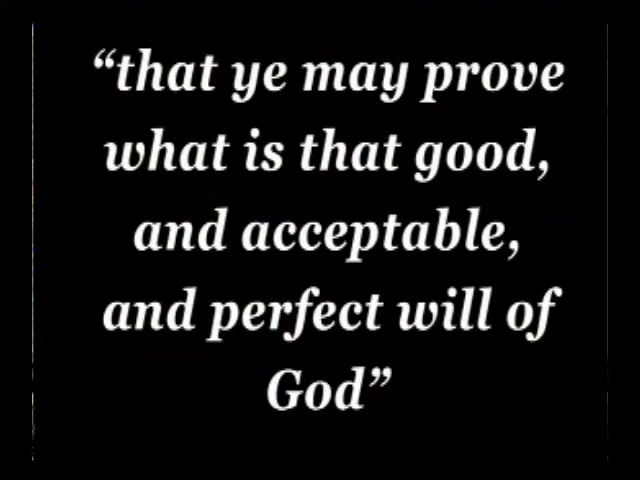 “that ye may prove
what is that good,
and acceptable,
and perfect will of
God”